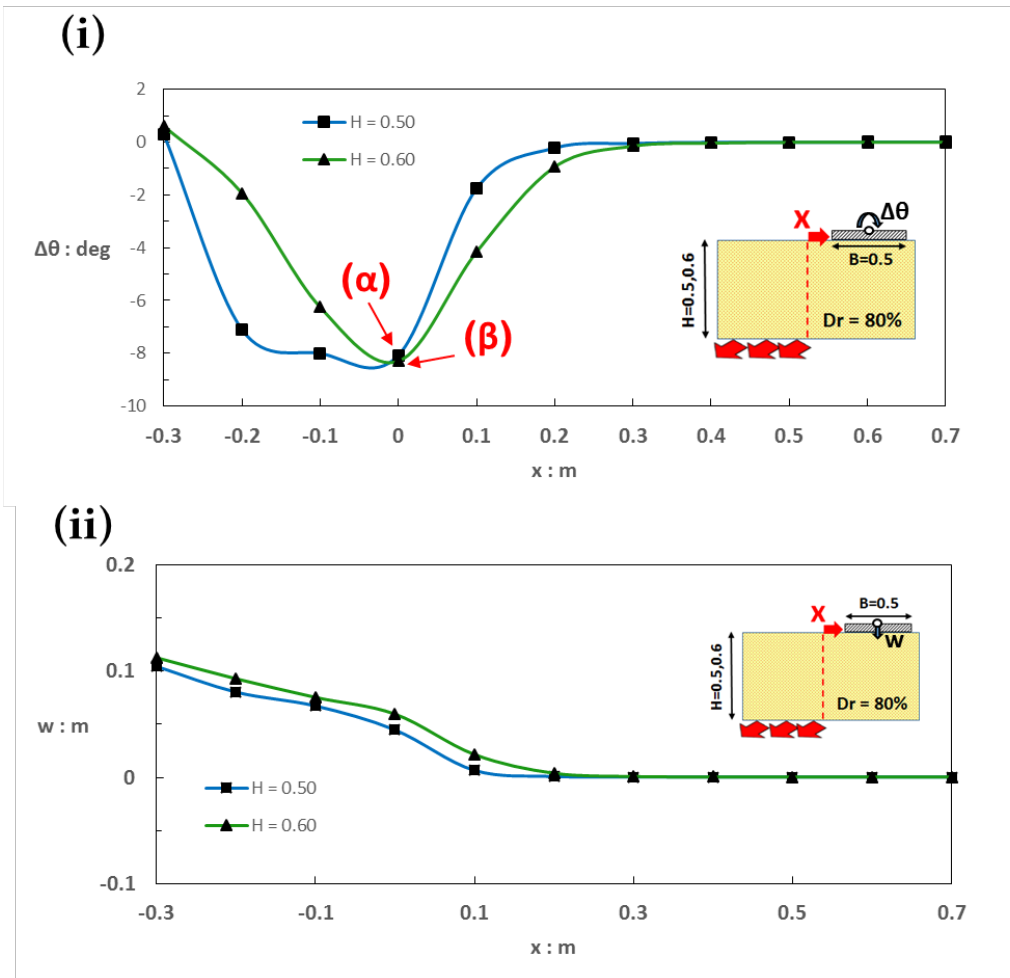 (i)
2
0
-2
-4
-6
-8
-10
Δθ : deg
H = 0.50
H = 0.60
(α)
(β)
X
Δθ
B=0.5
H=0.5,0.6
Dr = 80%
-0.3 -0.2 -0.1 0 0.1 0.2 0.3 0.4 0.5 0.6 0.7
x : m
(ii)
0.2
0.1
0
-0.1
w : m
X
B=0.5
W
H=0.5,0.6
Dr = 80%
H = 0.50
H = 0.60
-0.3 -0.1 0.1 0.3 0.5 0.7
x : m